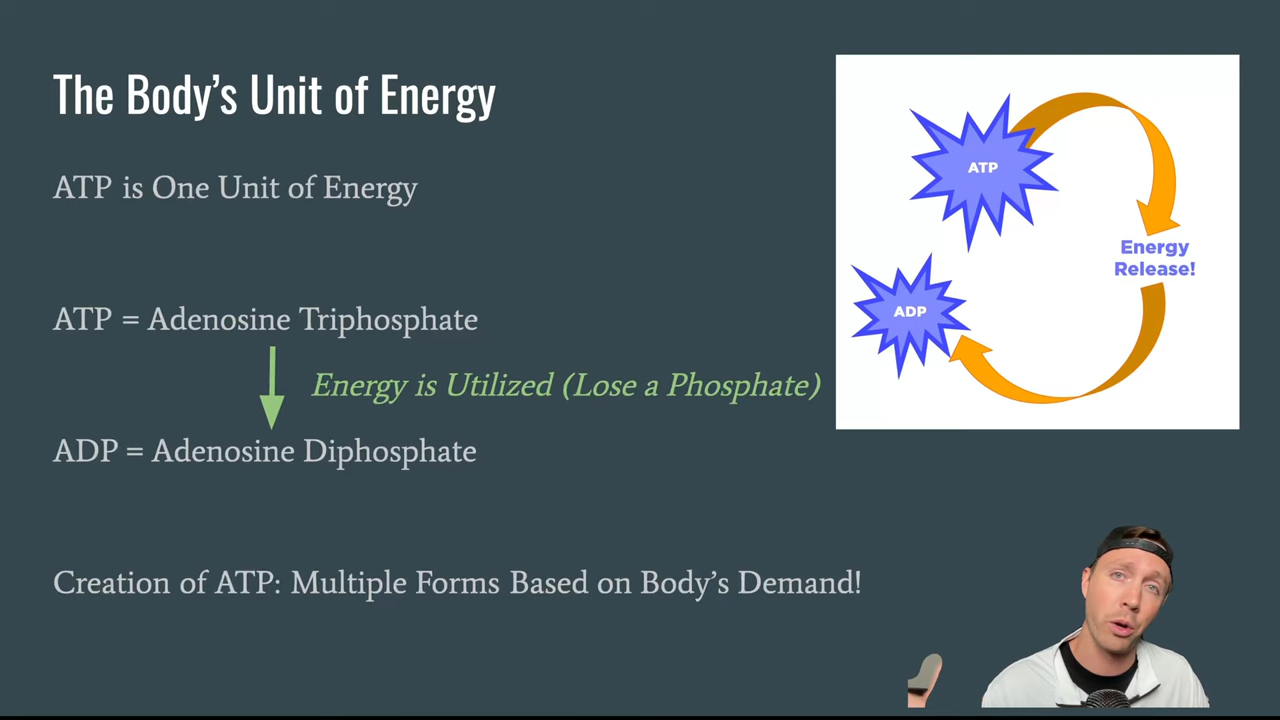 The Body’s Unit of Energy
ATP is One Unit of Energy
ATP = Adenosine Triphosphate
Energy is Utilized (Lose a Phosphate)
ADP = Adenosine Diphosphate
Creation of ATP: Multiple Forms Based on Body’s Demand!
ATP
Energy
Release!
ADP